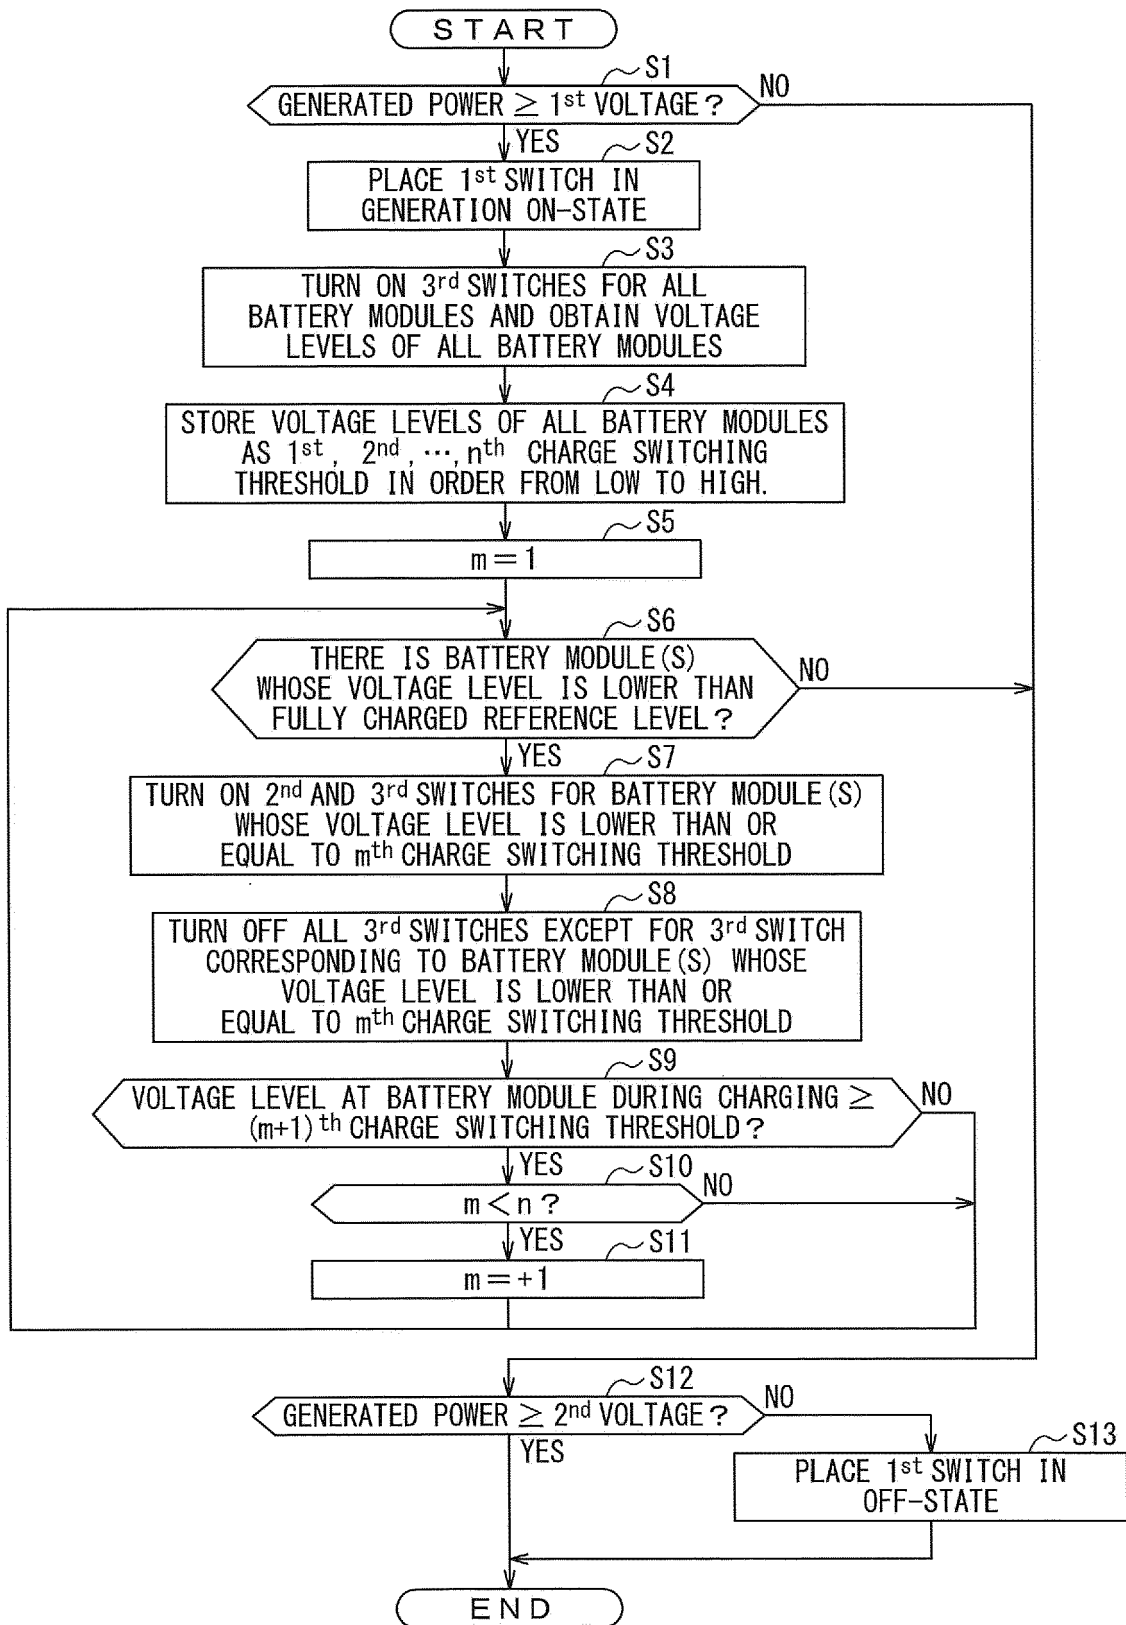 START
S1
GENERATED POWER ≧ 1st VOLTAGE?
NO
YES
S2
PLACE 1st SWITCH IN
GENERATION ON-STATE
S3
TURN ON 3rd SWITCHES FOR ALL
BATTERY MODULES AND OBTAIN VOLTAGE
LEVELS OF ALL BATTERY MODULES
S4
STORE VOLTAGE LEVELS OF ALL BATTERY MODULES
AS 1st, 2nd, ···, nth CHARGE SWITCHING
THRESHOLD IN ORDER FROM LOW TO HIGH.
S5
m=1
S6
THERE IS BATTERY MODULE(S)
WHOSE VOLTAGE LEVEL IS LOWER THAN
FULLY CHARGED REFERENCE LEVEL?
NO
YES
S7
TURN ON 2nd AND 3rd SWITCHES FOR BATTERY MODULE(S)
WHOSE VOLTAGE LEVEL IS LOWER THAN OR
EQUAL TO mth CHARGE SWITCHING THRESHOLD
S8
TURN OFF ALL 3rd SWITCHES EXCEPT FOR 3rd SWITCH
CORRESPONDING TO BATTERY MODULE(S) WHOSE
VOLTAGE LEVEL IS LOWER THAN OR
EQUAL TO mth CHARGE SWITCHING THRESHOLD
S9
VOLTAGE LEVEL AT BATTERY MODULE DURING CHARGING ≧
(m+1)th CHARGE SWITCHING THRESHOLD?
NO
YES
S10
m<n?
NO
YES
S11
m=+1
S12
GENERATED POWER ≧ 2nd VOLTAGE?
NO
YES
S13
PLACE 1st SWITCH IN
OFF-STATE
END